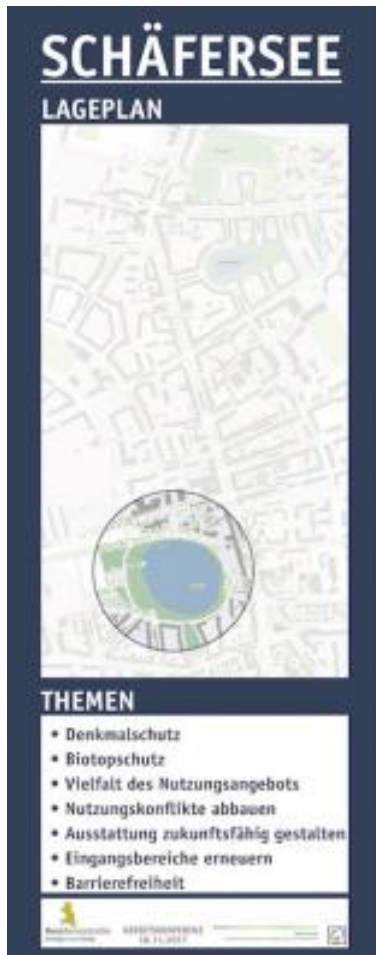 SCHÄFERSEE
LAGEPLAN
THEMEN
• Denkmalschutz
• Biotopschutz
• Vielfalt des Nutzungsangebots
• Nutzungskonflikte abbauen
• Ausstattung zukunftsfähig gestalten
• Eingangsbereiche erneuern
• Barrierefreiheit